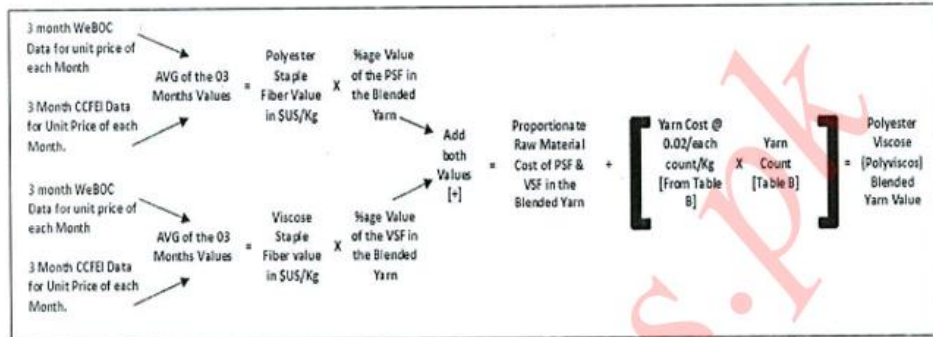 3 month WeBOC
Data for unit price of
each Month
3 Month CCFEI Data
for Unit Price of each
Month.
AVG of the 03
Months Values
=
Polyester
Staple
Fiber Value
in $US/Kg
X
%age Value
of the PSF in
the Blended
Yarn
3 month WeBOC
Data for unit price of
each Month
3 Month CCFEI Data
for Unit Price of each
Month.
AVG of the 03
Months Values
=
Viscose
Staple
Fiber value
in $US/Kg
X
%age Value
of the VSF in
the Blended
Yarn
Add
both
Values
[+]
=
Proportionate
Raw Material
Cost of PSF &
VSF in the
Blended Yarn
+
[
Yarn Cost @
0.02/each
count/Kg
[From Table
B]
X
Yarn
Count
[Table B]
]
=
Polyester
Viscose
(Polyviscos)
Blended
Yarn Value
s.pk